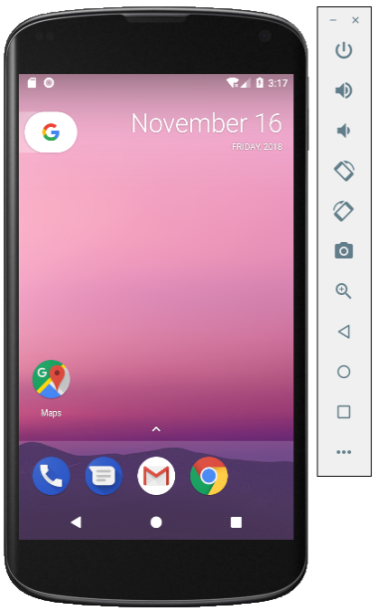 3:17
G
November 16
FRIDAY, 2018
G
Maps